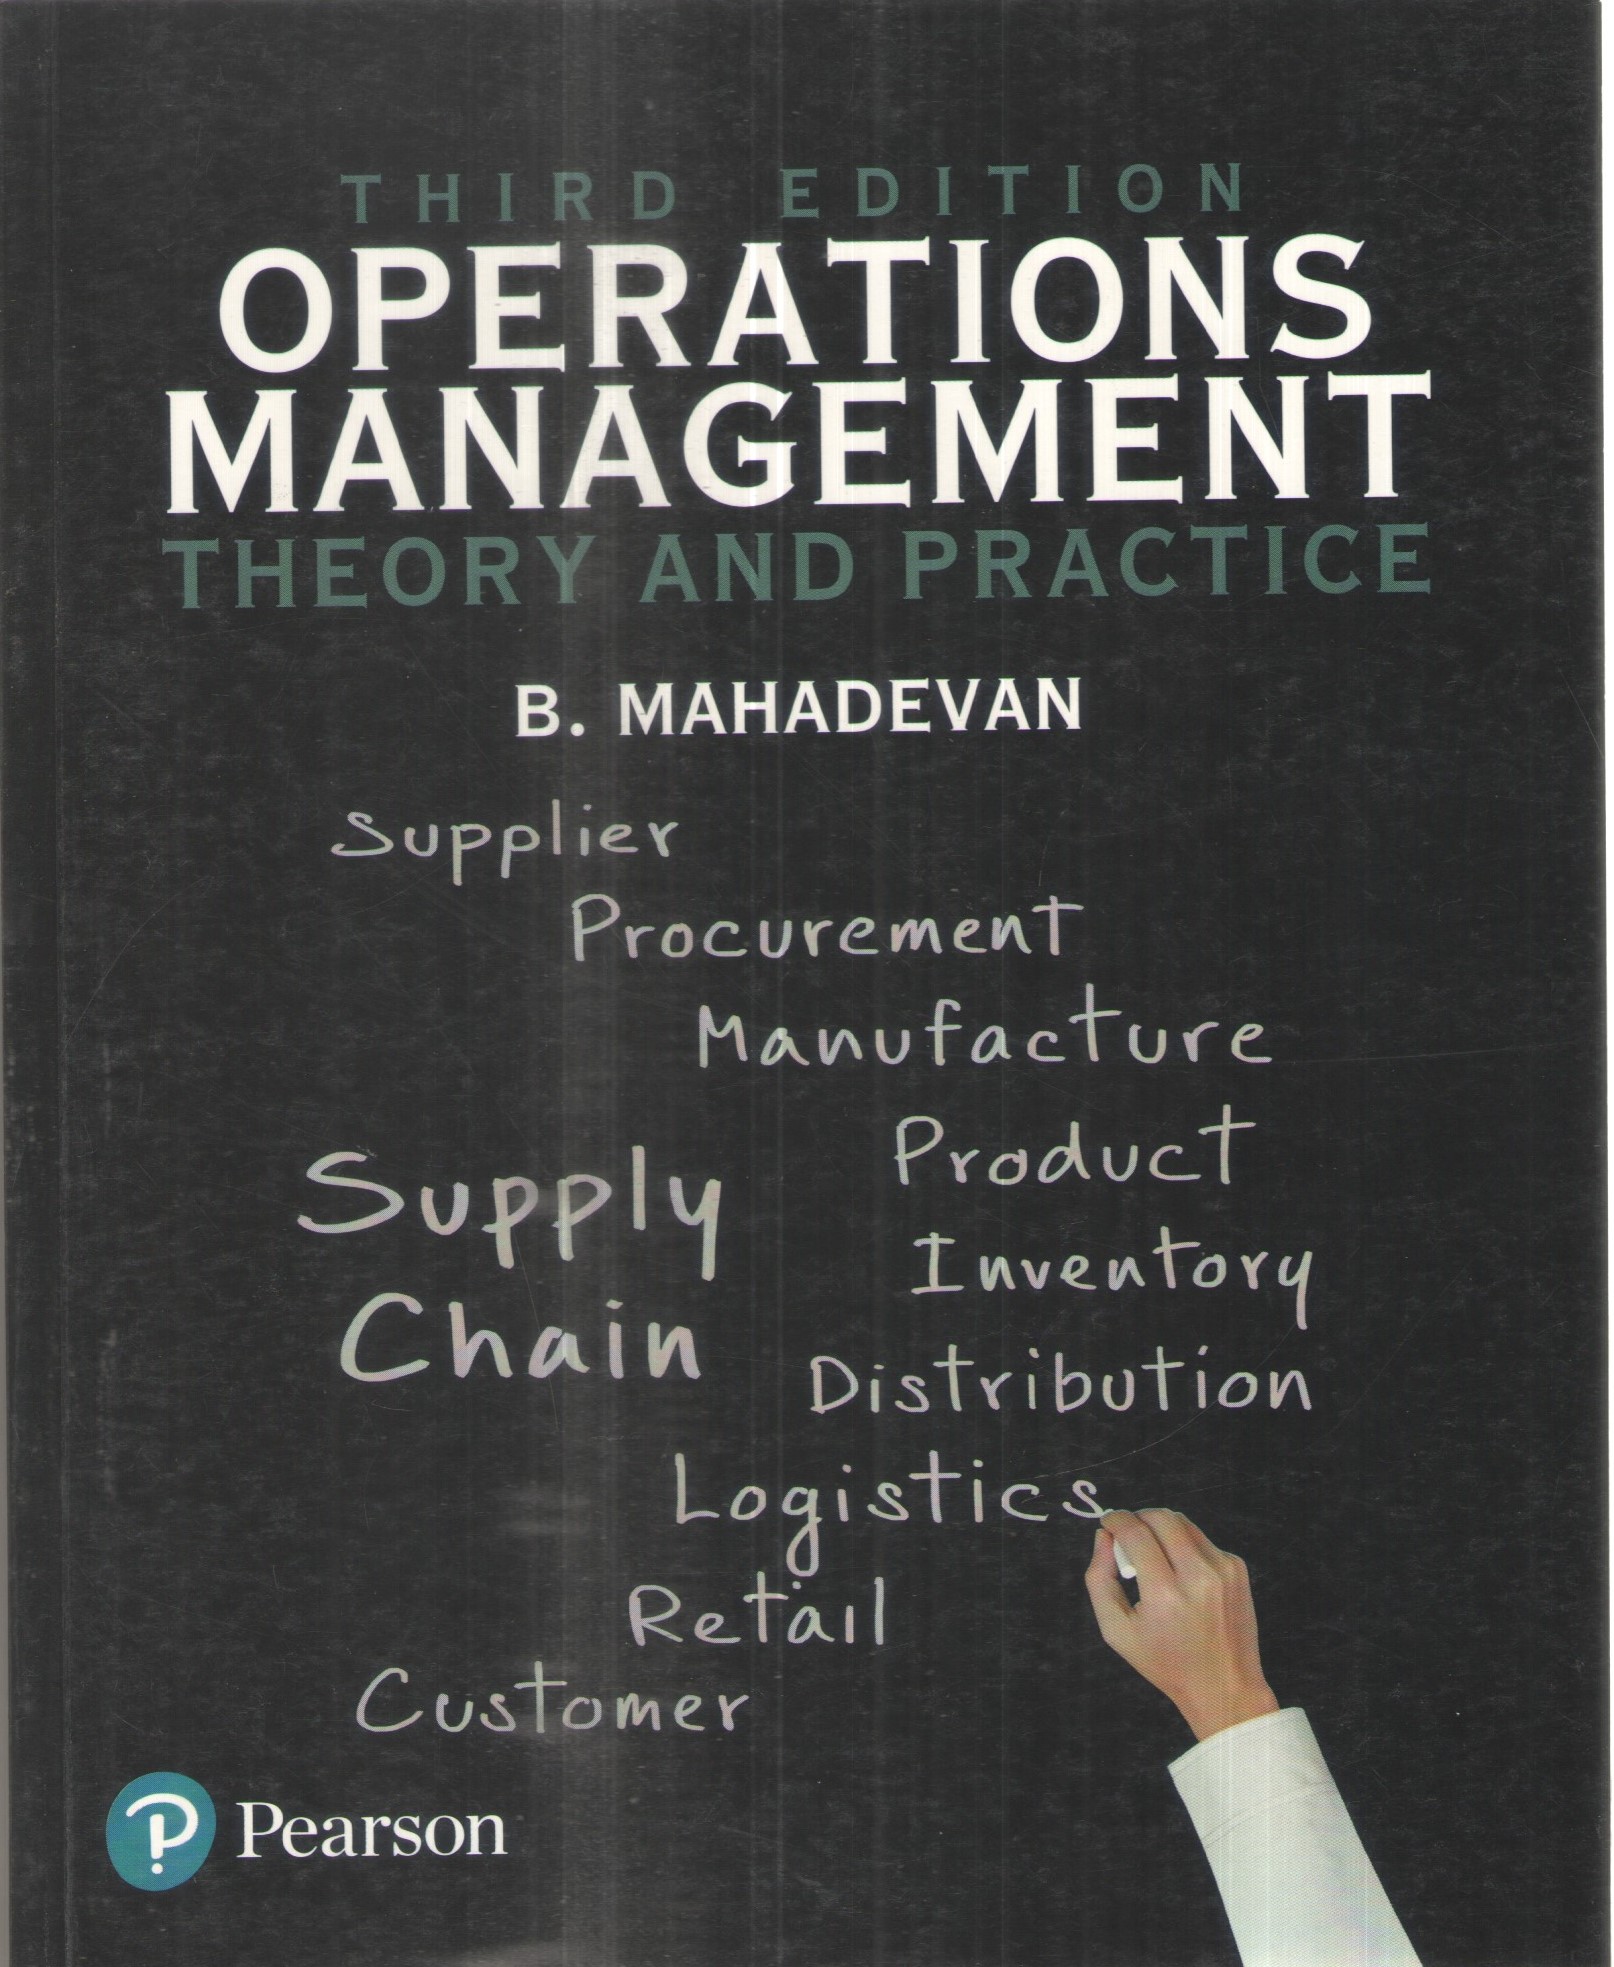 THIRD EDITION
OPERATIONS
MANAGEMENT
THEORY AND PRACTICE
B. MAHADEVAN
Supplier
Procurement
Manufacture
Product
Supply
Inventory
Chain
Distribution
Logistics
Retail
Customer
Pearson